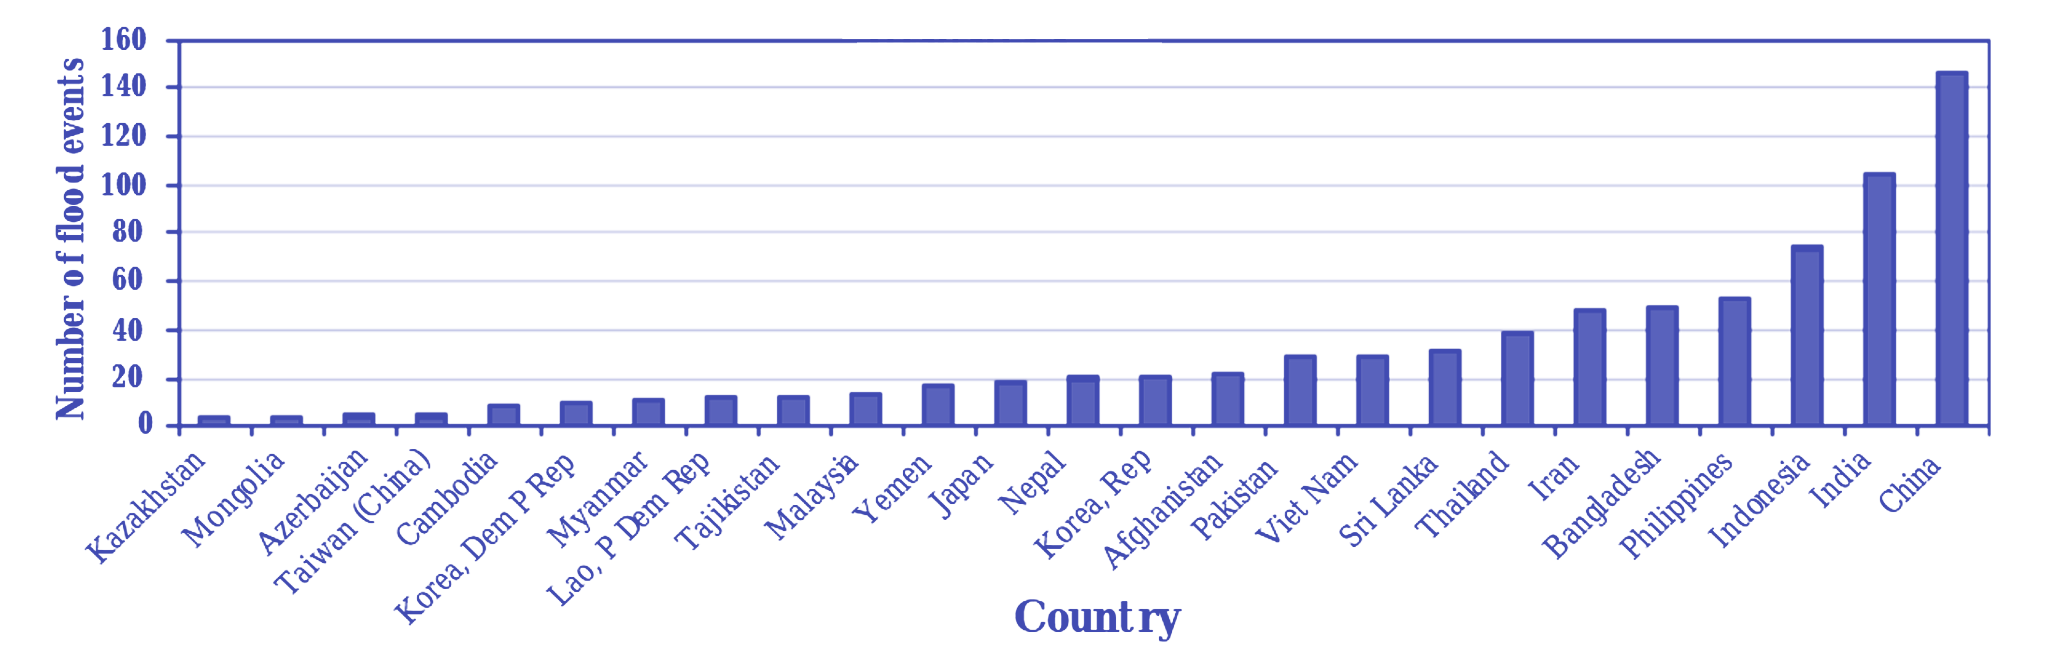 Number of flood events
160
140
120
100
80
60
40
20
0
Kazakhstan
Mongolia
Azerbaijan
Taiwan (China)
Cambodia
Korea, Dem P Rep
Myanmar
Lao, P Dem Rep
Tajikistan
Malaysia
Yemen
Japan
Nepal
Korea, Rep
Afghanistan
Pakistan
Viet Nam
Sri Lanka
Thailand
Iran
Bangladesh
Philippines
Indonesia
India
China
Country